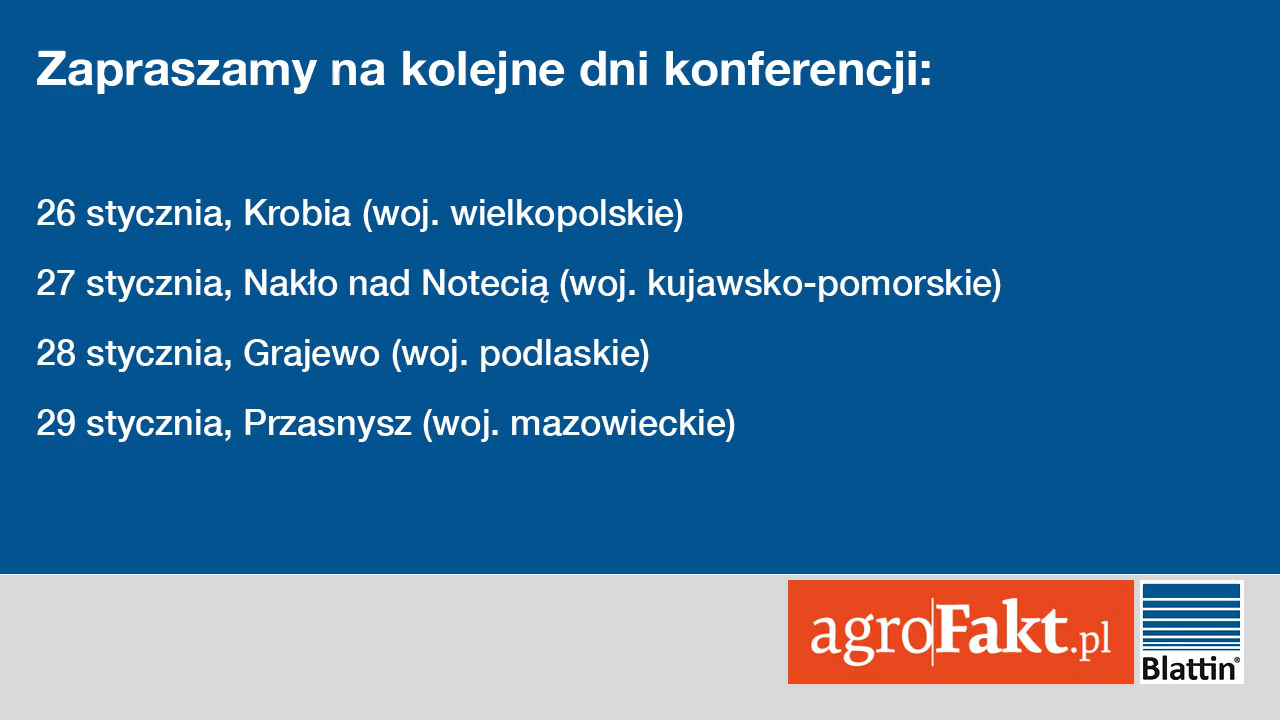 Zapraszamy na kolejne dni konferencji:
26 stycznia, Krobia (woj. wielkopolskie)
27 stycznia, Nakło nad Notecią (woj. kujawsko-pomorskie)
28 stycznia, Grajewo (woj. podlaskie)
29 stycznia, Przasnysz (woj. mazowieckie)
agroFakt.pl
Blattin®